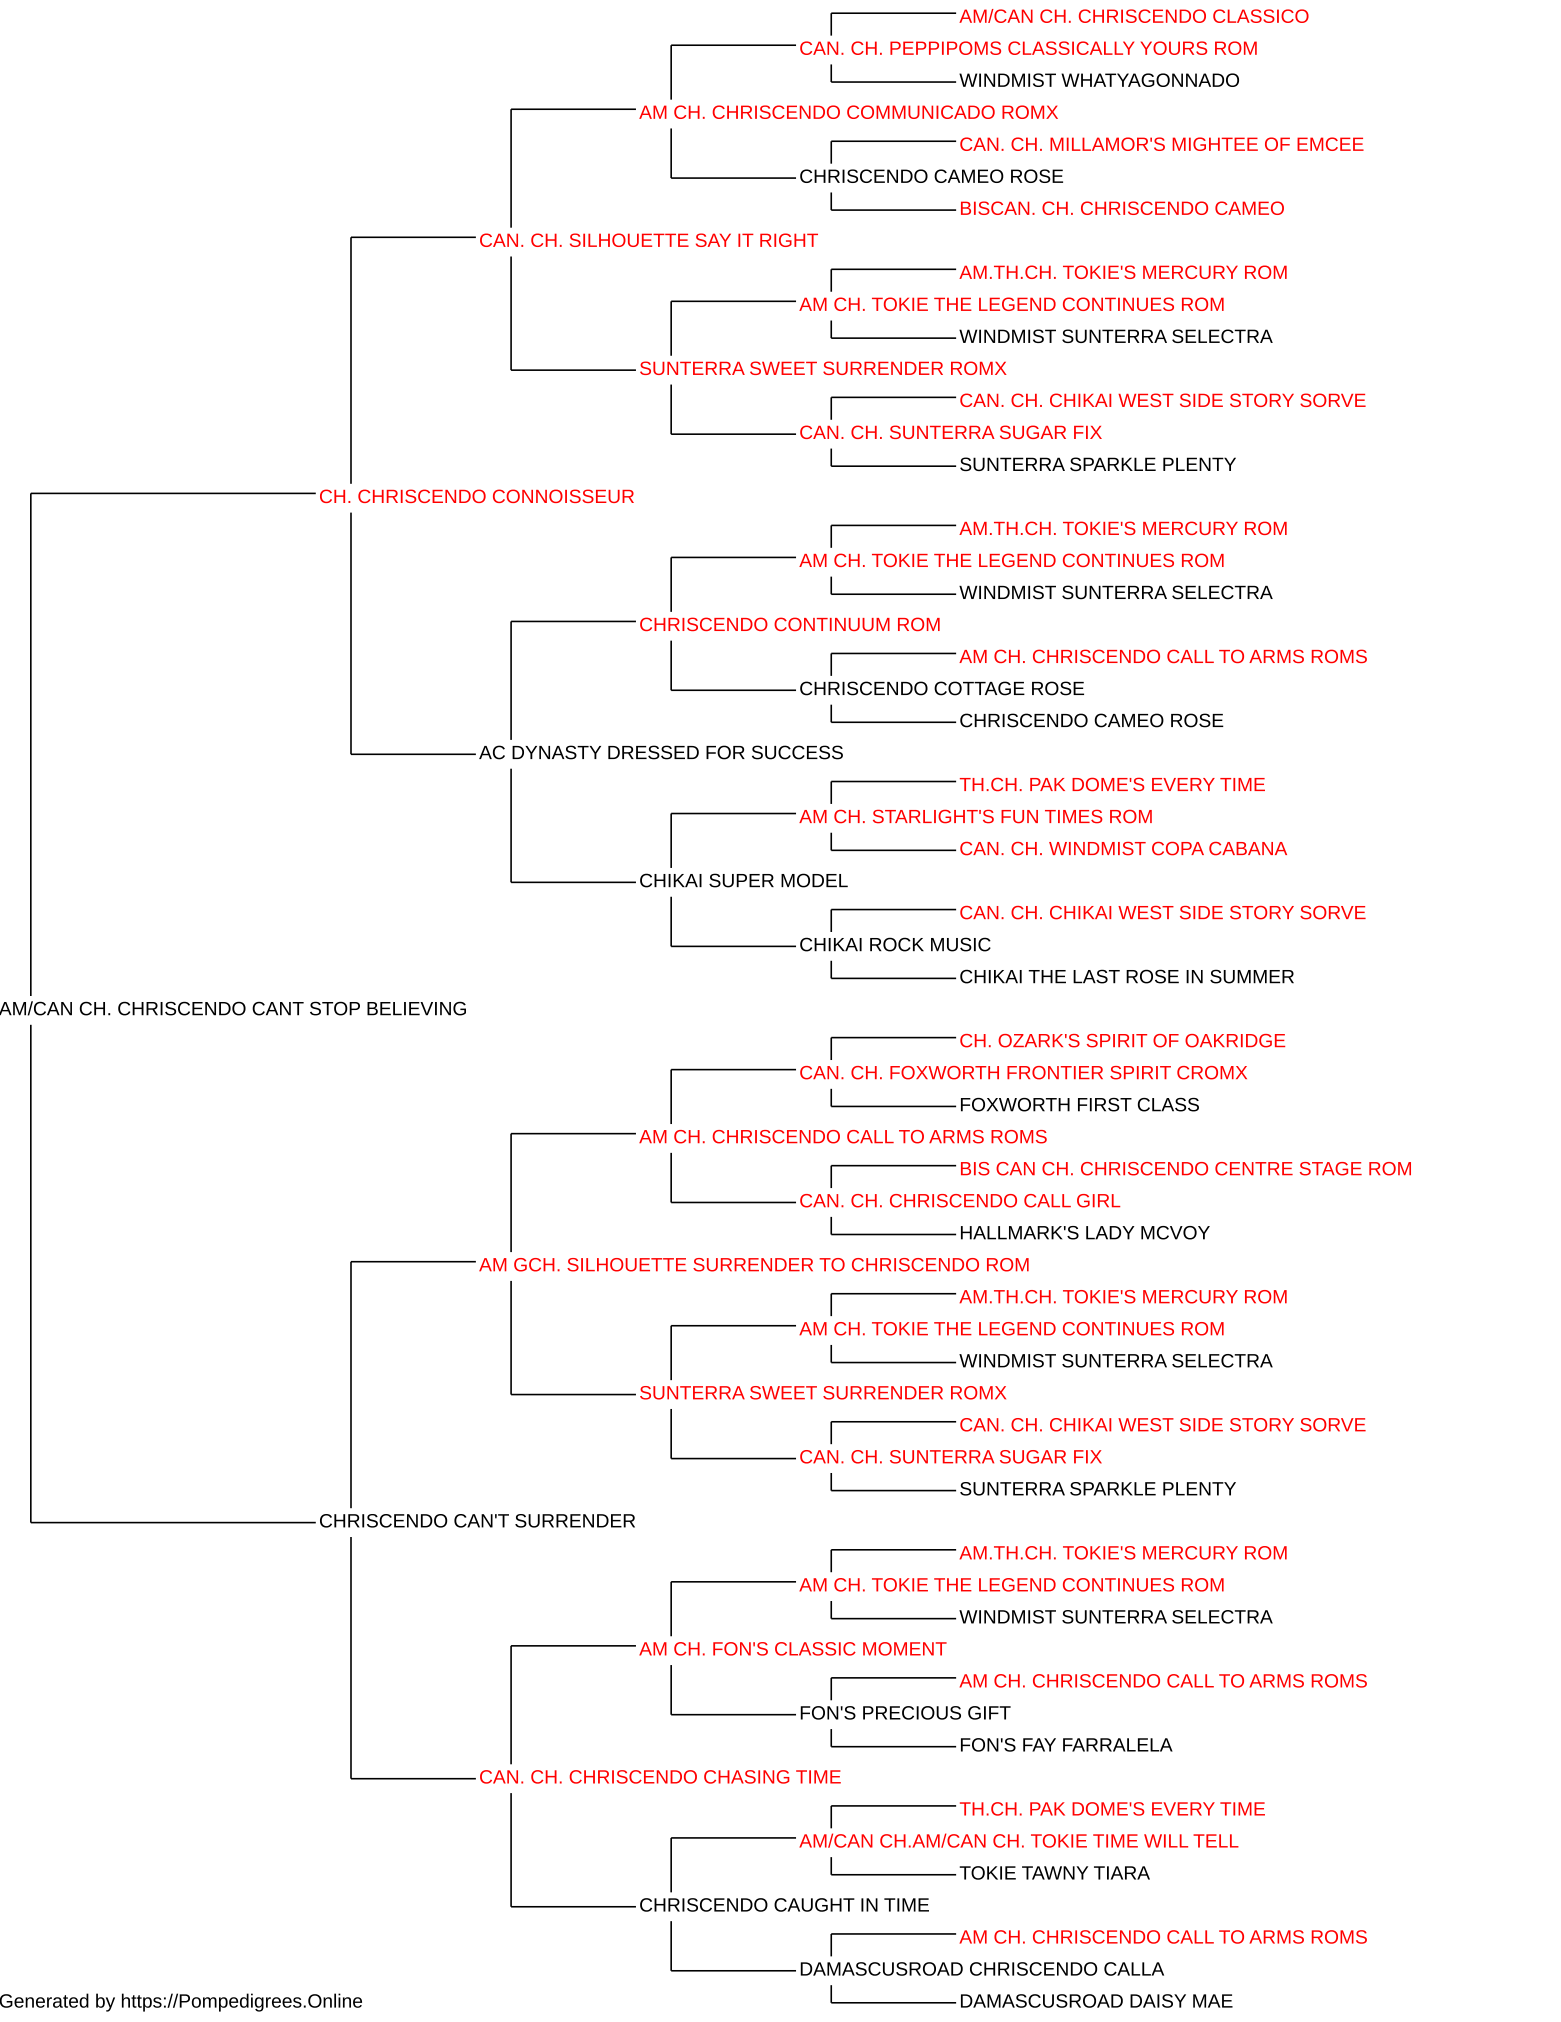 AM/CAN CH. CHRISCENDO CLASSICO
CAN. CH. PEPPIPOMS CLASSICALLY YOURS ROM
WINDMIST WHATYAGONNADO
AM CH. CHRISCENDO COMMUNICADO ROMX
CAN. CH. MILLAMOR'S MIGHTEE OF EMCEE
CHRISCENDO CAMEO ROSE
BISCAN. CH. CHRISCENDO CAMEO
CAN. CH. SILHOUETTE SAY IT RIGHT
AM.TH.CH. TOKIE'S MERCURY ROM
AM CH. TOKIE THE LEGEND CONTINUES ROM
WINDMIST SUNTERRA SELECTRA
SUNTERRA SWEET SURRENDER ROMX
CAN. CH. CHIKAI WEST SIDE STORY SORVE
CAN. CH. SUNTERRA SUGAR FIX
SUNTERRA SPARKLE PLENTY
CH. CHRISCENDO CONNOISSEUR
AM.TH.CH. TOKIE'S MERCURY ROM
AM CH. TOKIE THE LEGEND CONTINUES ROM
WINDMIST SUNTERRA SELECTRA
CHRISCENDO CONTINUUM ROM
AM CH. CHRISCENDO CALL TO ARMS ROMS
CHRISCENDO COTTAGE ROSE
CHRISCENDO CAMEO ROSE
AC DYNASTY DRESSED FOR SUCCESS
TH.CH. PAK DOME'S EVERY TIME
AM CH. STARLIGHT'S FUN TIMES ROM
CAN. CH. WINDMIST COPA CABANA
CHIKAI SUPER MODEL
CAN. CH. CHIKAI WEST SIDE STORY SORVE
CHIKAI ROCK MUSIC
CHIKAI THE LAST ROSE IN SUMMER
AM/CAN CH. CHRISCENDO CANT STOP BELIEVING
CH. OZARK'S SPIRIT OF OAKRIDGE
CAN. CH. FOXWORTH FRONTIER SPIRIT CROMX
FOXWORTH FIRST CLASS
AM CH. CHRISCENDO CALL TO ARMS ROMS
BIS CAN CH. CHRISCENDO CENTRE STAGE ROM
CAN. CH. CHRISCENDO CALL GIRL
HALLMARK'S LADY MCVOY
AM GCH. SILHOUETTE SURRENDER TO CHRISCENDO ROM
AM.TH.CH. TOKIE'S MERCURY ROM
AM CH. TOKIE THE LEGEND CONTINUES ROM
WINDMIST SUNTERRA SELECTRA
SUNTERRA SWEET SURRENDER ROMX
CAN. CH. CHIKAI WEST SIDE STORY SORVE
CAN. CH. SUNTERRA SUGAR FIX
SUNTERRA SPARKLE PLENTY
CHRISCENDO CAN'T SURRENDER
AM.TH.CH. TOKIE'S MERCURY ROM
AM CH. TOKIE THE LEGEND CONTINUES ROM
WINDMIST SUNTERRA SELECTRA
AM CH. FON'S CLASSIC MOMENT
AM CH. CHRISCENDO CALL TO ARMS ROMS
FON'S PRECIOUS GIFT
FON'S FAY FARRALELA
CAN. CH. CHRISCENDO CHASING TIME
TH.CH. PAK DOME'S EVERY TIME
AM/CAN CH.AM/CAN CH. TOKIE TIME WILL TELL
TOKIE TAWNY TIARA
CHRISCENDO CAUGHT IN TIME
AM CH. CHRISCENDO CALL TO ARMS ROMS
DAMASCUSROAD CHRISCENDO CALLA
DAMASCUSROAD DAISY MAE
Generated by https://Pompedigrees.Online